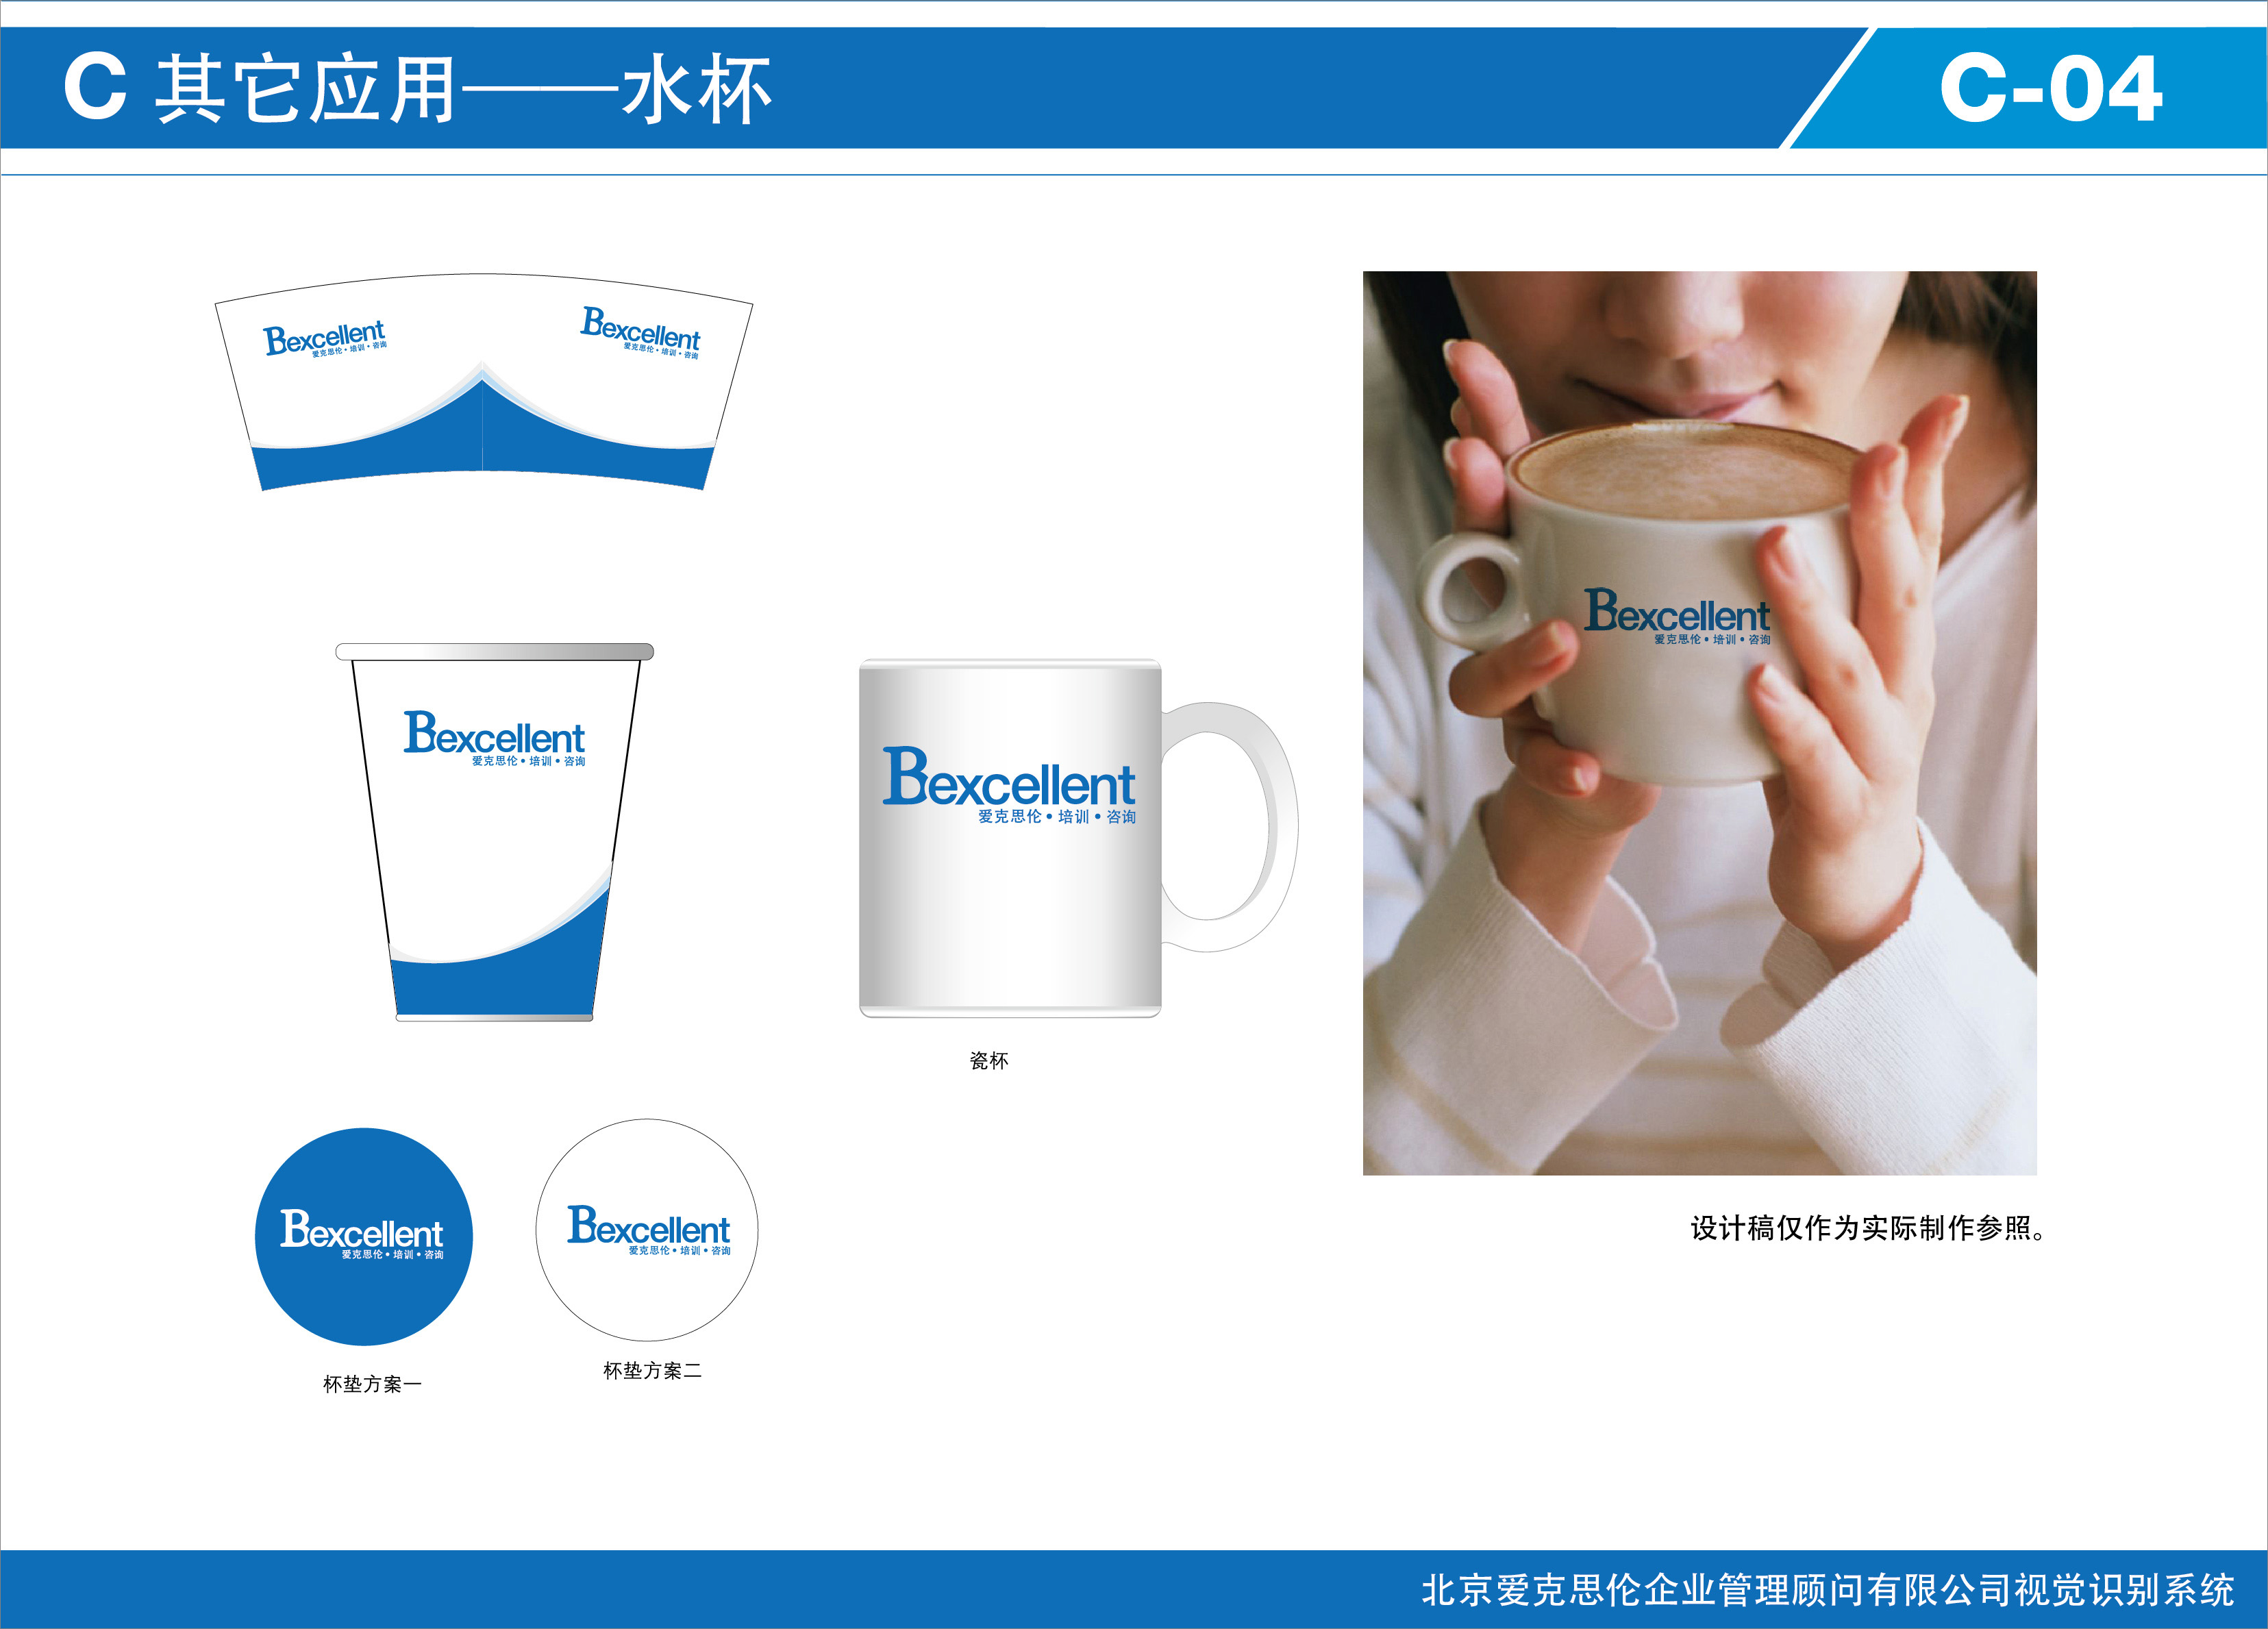 C 其它应用——水杯
C-04
Bexcellent
爱克思伦·培训·咨询
Bexcellent
爱克思伦·培训·咨询
Bexcellent
爱克思伦·培训·咨询
Bexcellent
爱克思伦·培训·咨询
Bexcellent
爱克思伦·培训·咨询
瓷杯
Bexcellent
爱克思伦·培训·咨询
Bexcellent
爱克思伦·培训·咨询
杯垫方案一
杯垫方案二
设计稿仅作为实际制作参照。
北京爱克思伦企业管理顾问有限公司视觉识别系统